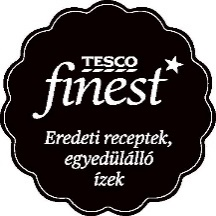 TESCO
finest*
Eredeti receptek,
egyedülálló
ízek